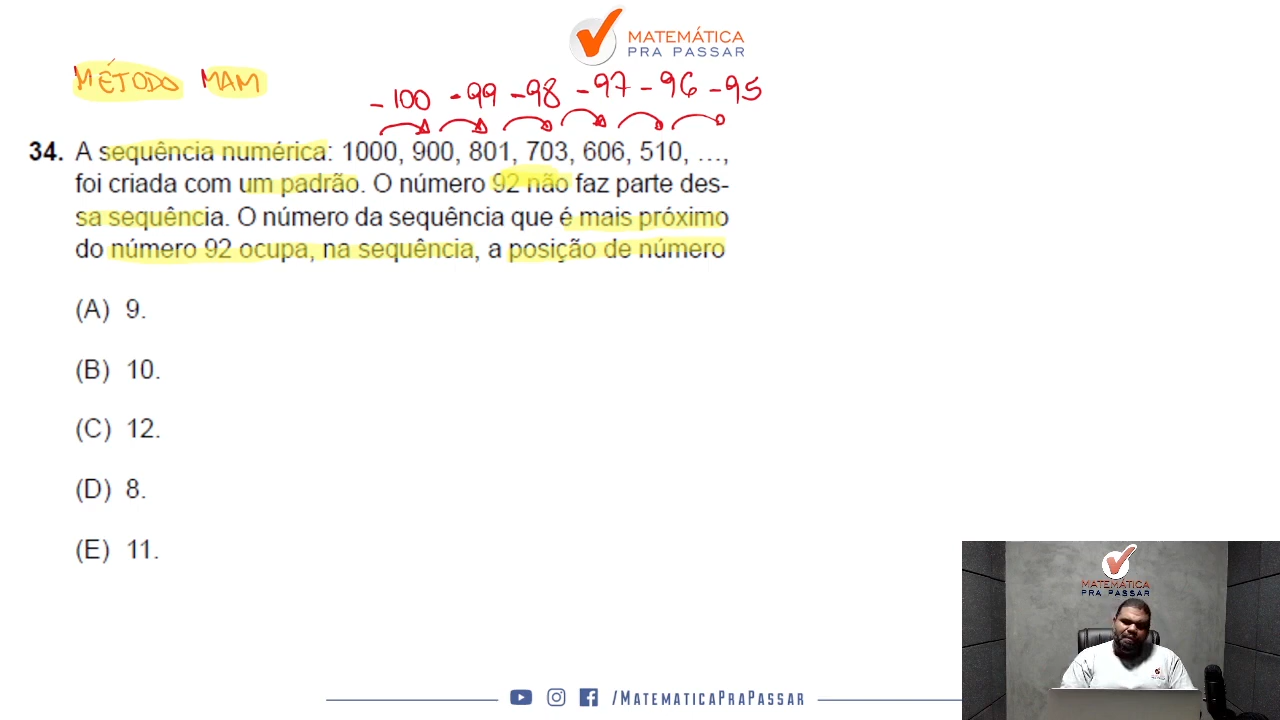 MATEMÁTICA
PRA PASSAR
MÉTODO MAM
-100 -99 -98 -97 -96 -95
34. A sequência numérica: 1000, 900, 801, 703, 606, 510, ...,
foi criada com um padrão. O número 92 não faz parte des-
sa sequência. O número da sequência que é mais próximo
do número 92 ocupa, na sequência, a posição de número
(A) 9.
(B) 10.
(C) 12.
(D) 8.
(E) 11.
MATEMÁTICA
PRA PASSAR
/MATEMATICAPRAPASSAR